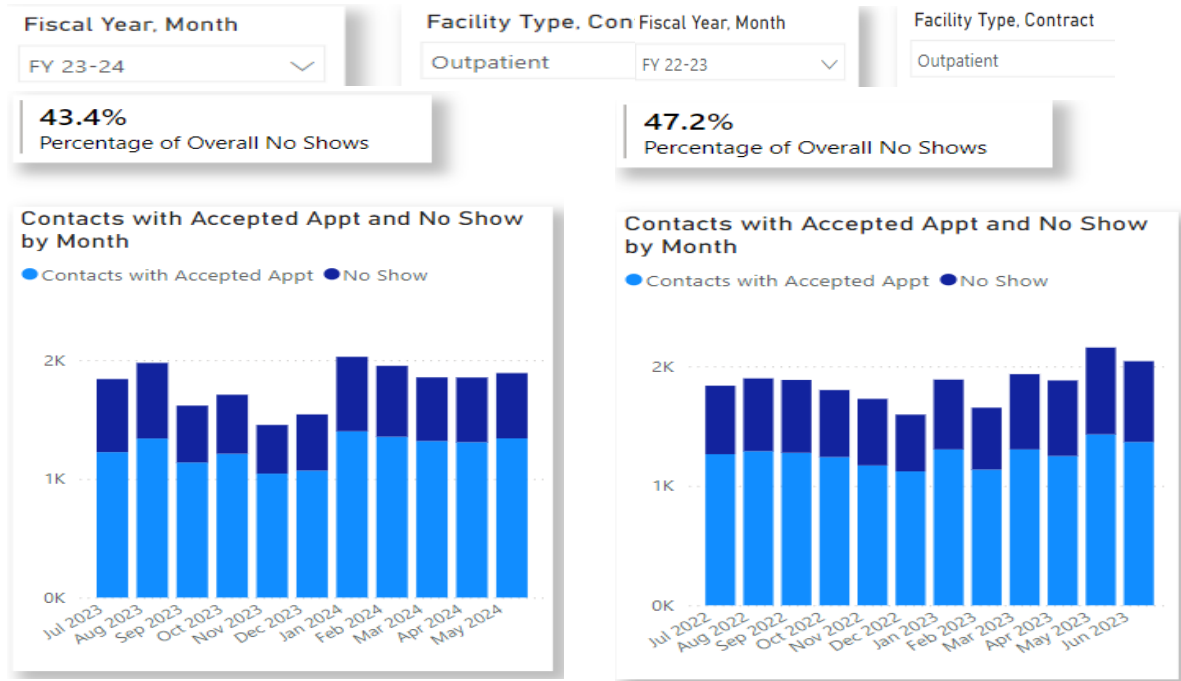 Fiscal Year, Month
FY 23-24
Facility Type, Con
Outpatient
Fiscal Year, Month
FY 22-23
Facility Type, Contract
Outpatient
43.4%
Percentage of Overall No Shows
47.2%
Percentage of Overall No Shows
Contacts with Accepted Appt and No Show
by Month
Contacts with Accepted Appt No Show
2K
1K
0K
Jul 2023
Aug 2023
Sep 2023
Oct 2023
Nov 2023
Dec 2023
Jan 2024
Feb 2024
Mar 2024
Apr 2024
May 2024
Contacts with Accepted Appt and No Show
by Month
Contacts with Accepted Appt No Show
2K
1K
0K
Jul 2022
Aug 2022
Sep 2022
Oct 2022
Nov 2022
Dec 2022
Jan 2023
Feb 2023
Mar 2023
Apr 2023
May 2023
Jun 2023